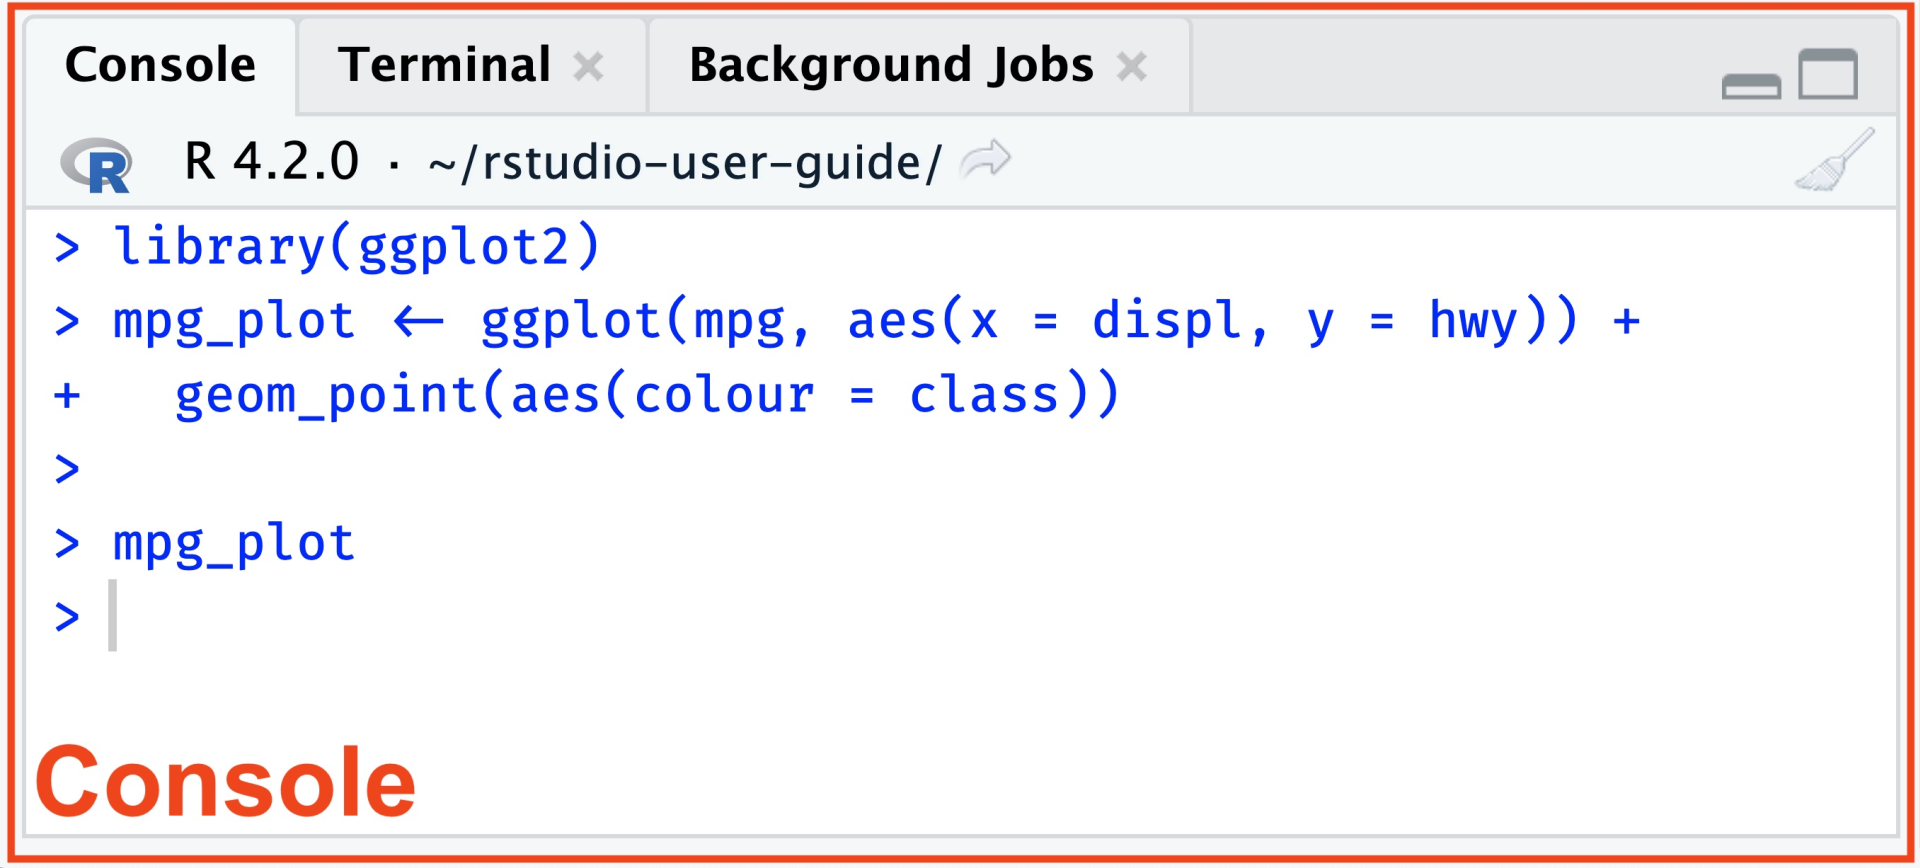 Console Terminal × Background Jobs ×
R R 4.2.0 · ~/rstudio-user-guide/
> library(ggplot2)
> mpg_plot <- ggplot(mpg, aes(x = displ, y = hwy)) +
+   geom_point(aes(colour = class))
>
> mpg_plot
>
Console